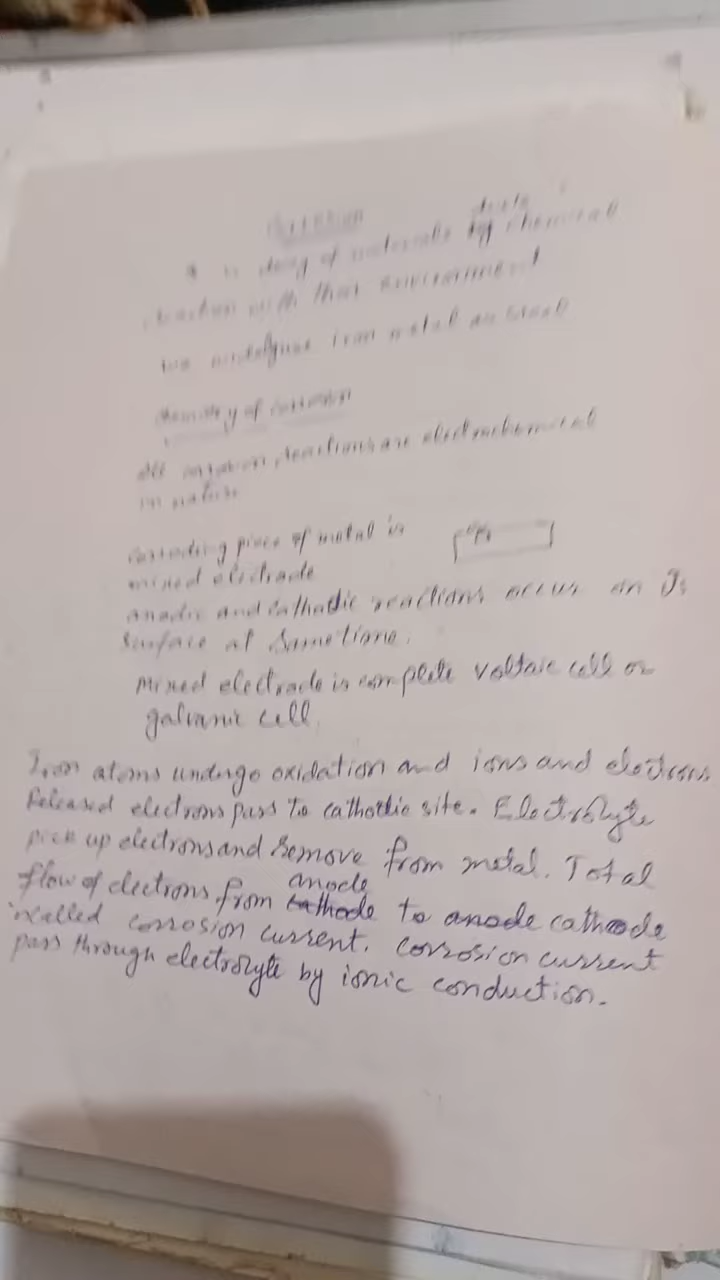 Corrosion
of materials by chemical
reaction with their environment
iron metal as
chemistry of corrosion
All corrosion reactions are electrochemical
in nature
corroding piece of metal is
mixed electrode
anodic and cathodic reactions occur on Its
surface at same time.
mixed electrode is complete voltaic cell or
galvanic cell.
Iron atoms undergo oxidation and ions and electrons
Released electrons pass to cathodic site. Electrolyte
pick up electrons and remove from metal. Total
flow of electrons from anode to anode cathode
is called corrosion current. corrosion current
pass through electrolyte by ionic conduction.